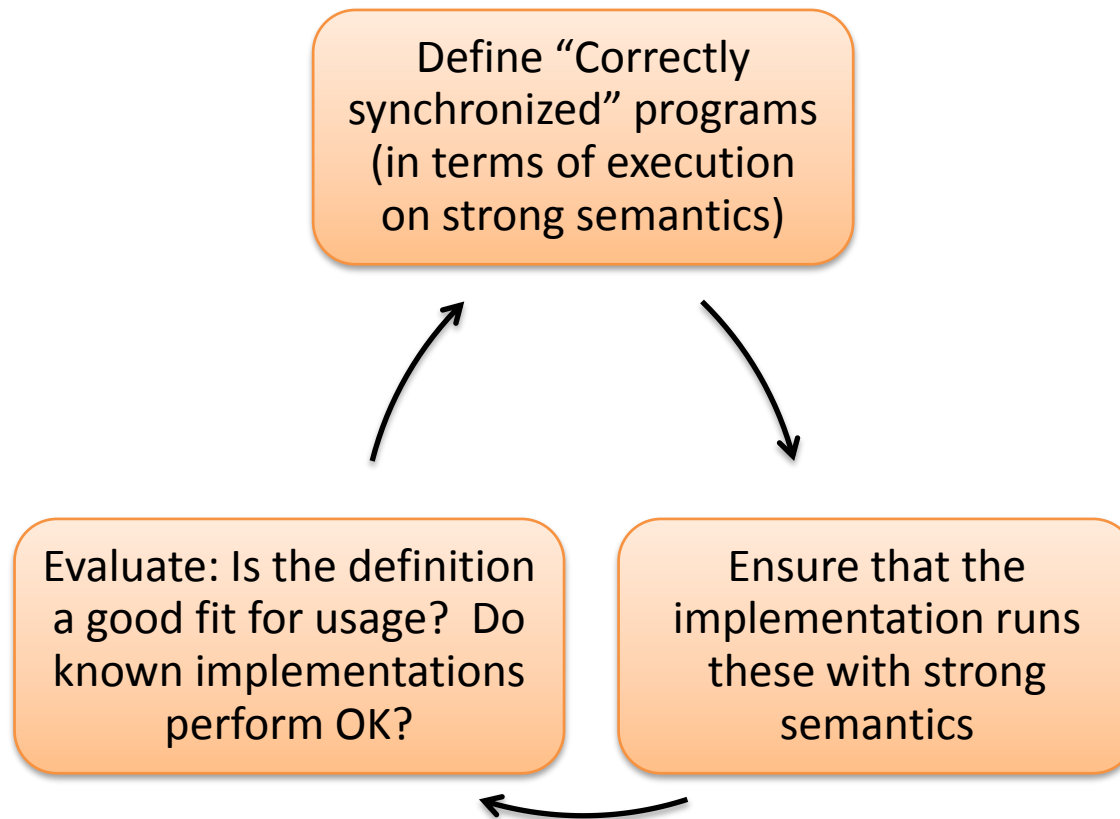 Define “Correctly
synchronized” programs
(in terms of execution
on strong semantics)
Evaluate: Is the definition
a good fit for usage?  Do
known implementations
perform OK?
Ensure that the
implementation runs
these with strong
semantics